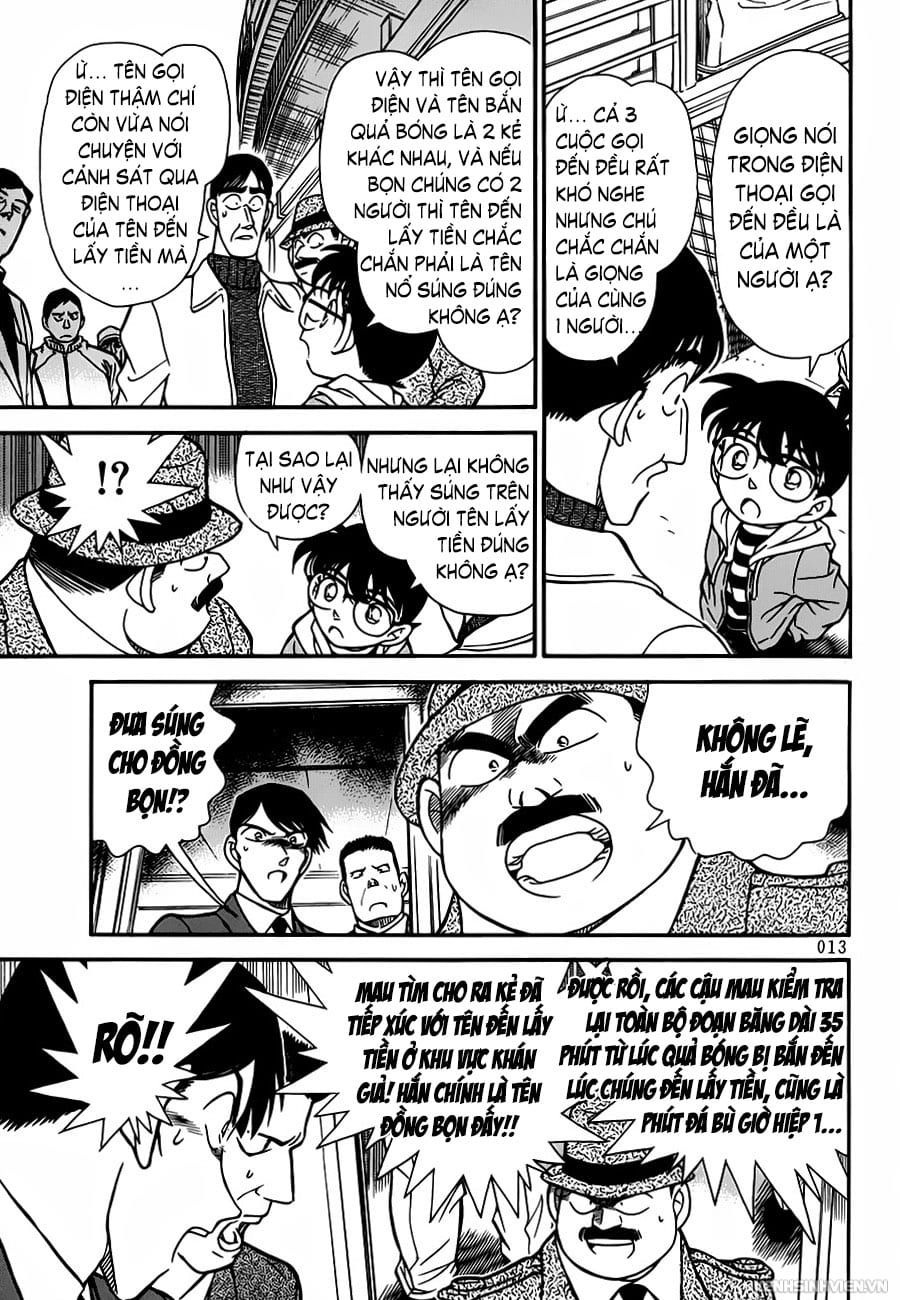 GIỌNG NÓI
TRONG ĐIỆN
THOẠI GỌI
ĐẾN ĐỀU LÀ
CỦA MỘT
NGƯỜI Ạ?
Ừ... CẢ 3
CUỘC GỌI
ĐẾN ĐỀU RẤT
KHÓ NGHE
NHƯNG CHÚ
CHẮC CHẮN
LÀ GIỌNG
CỦA CÙNG
1 NGƯỜI...
VẬY THÌ TÊN GỌI
ĐIỆN VÀ TÊN BẮN
QUẢ BÓNG LÀ 2 KẺ
KHÁC NHAU, VÀ NẾU
BỌN CHÚNG CÓ 2
NGƯỜI THÌ TÊN ĐẾN
LẤY TIỀN CHẮC
CHẮN PHẢI LÀ TÊN
NỔ SÚNG ĐÚNG
KHÔNG Ạ?
Ừ... TÊN GỌI
ĐIỆN THẬM CHÍ
CÒN VỪA NÓI
CHUYỆN VỚI
CẢNH SÁT QUA
ĐIỆN THOẠI
CỦA TÊN ĐẾN
LẤY TIỀN MÀ
...
NHƯNG LẠI KHÔNG
THẤY SÚNG TRÊN
NGƯỜI TÊN LẤY
TIỀN ĐÚNG
KHÔNG Ạ?
TẠI SAO LẠI
NHƯ VẬY
ĐƯỢC?
!?
KHÔNG LẼ,
HẮN ĐÃ...
ĐƯA SÚNG
CHO ĐỒNG
BỌN!?
013
ĐƯỢC RỒI, CÁC CẬU MAU KIỂM TRA
LẠI TOÀN BỘ ĐOẠN BĂNG DÀI 35
PHÚT TỪ LÚC QUẢ BÓNG BỊ BẮN ĐẾN
LÚC CHÚNG ĐẾN LẤY TIỀN, CŨNG LÀ
PHÚT ĐÁ BÙ GIỜ HIỆP 1...
MAU TÌM CHO RA KẺ ĐÃ
TIẾP XÚC VỚI TÊN ĐẾN LẤY
TIỀN Ở KHU VỰC KHÁN
GIẢ! HẮN CHÍNH LÀ TÊN
ĐỒNG BỌN ĐẤY!!
RÕ!!